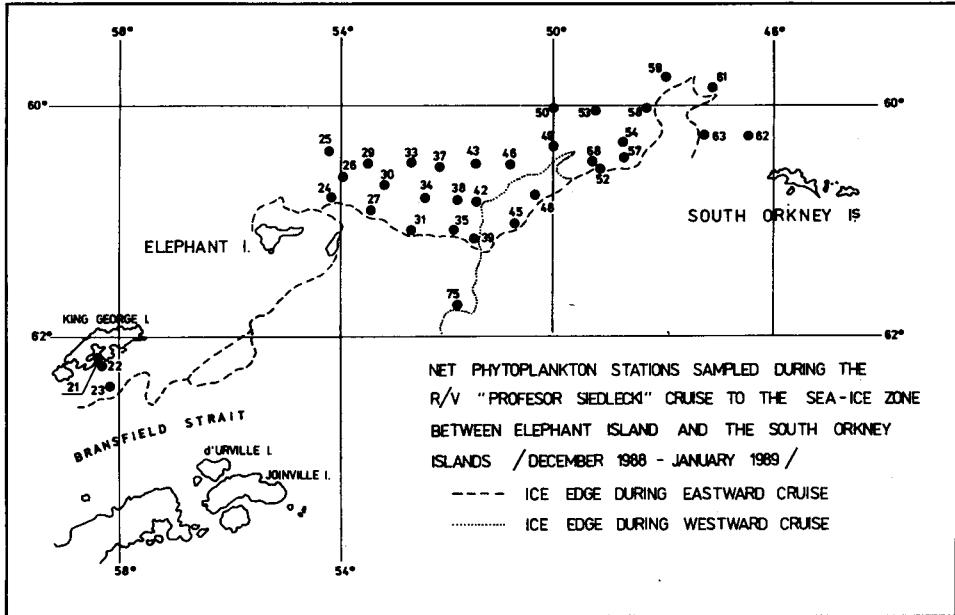 58° 54° 50° 46°
59
61
60° 50 53 58 60°
49
54
63 62
25
29 33 37 43 46
68 57
26
52
30
24 27 34 38 42 48
45
SOUTH ORKNEY IS
31 35 39
ELEPHANT I.
75
KING GEORGE I.
62° 62°
22
21 23
NET PHYTOPLANKTON STATIONS SAMPLED DURING THE
R/V "PROFESOR SIEDLECKI" CRUISE TO THE SEA-ICE ZONE
BETWEEN ELEPHANT ISLAND AND THE SOUTH ORKNEY
ISLANDS /DECEMBER 1988 - JANUARY 1989/
BRANSFIELD STRAIT
d'URVILLE I.
JOINVILLE I.
ICE EDGE DURING EASTWARD CRUISE
ICE EDGE DURING WESTWARD CRUISE
58° 54°